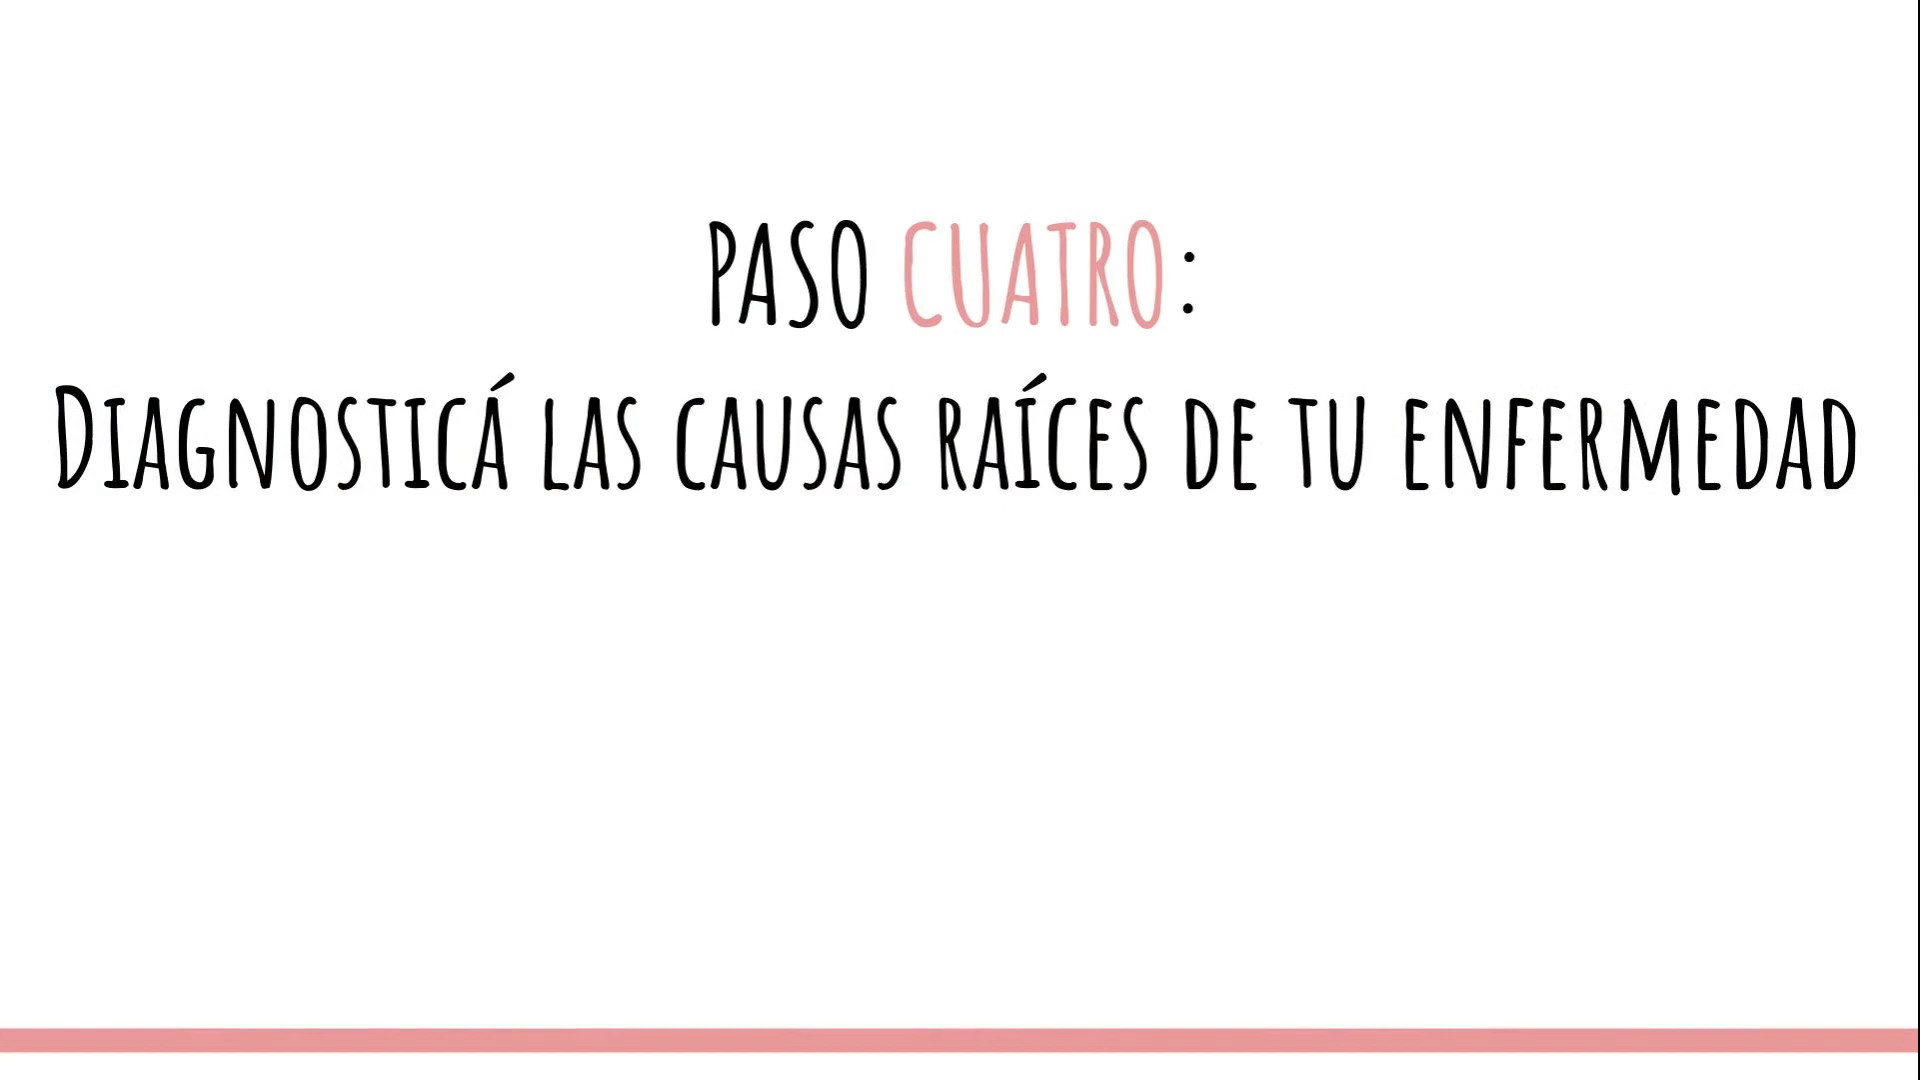 PASO CUATRO:
DIAGNOSTICÁ LAS CAUSAS RAÍCES DE TU ENFERMEDAD